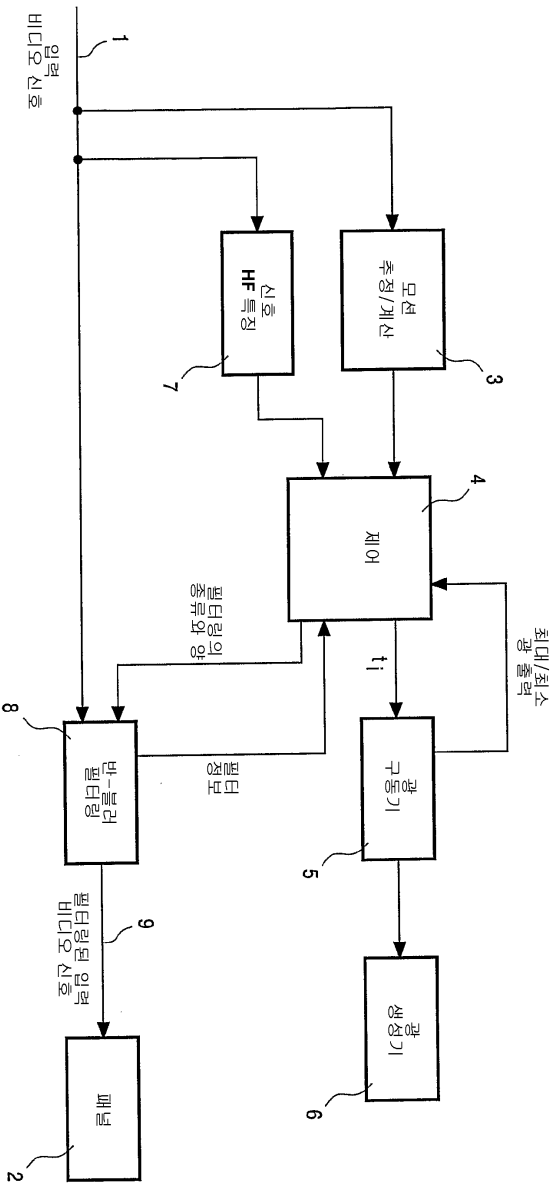 최대/최소
광 출력
3
모션
추정/계산
4
제어
ti
광
구동기
5
광
생성기
6
신호
HF 특징
7
필터링의
종류와 양
필터
정보
1
입력
비디오 신호
반-블러
필터링
8
9
필터링된 입력
비디오 신호
패널
2